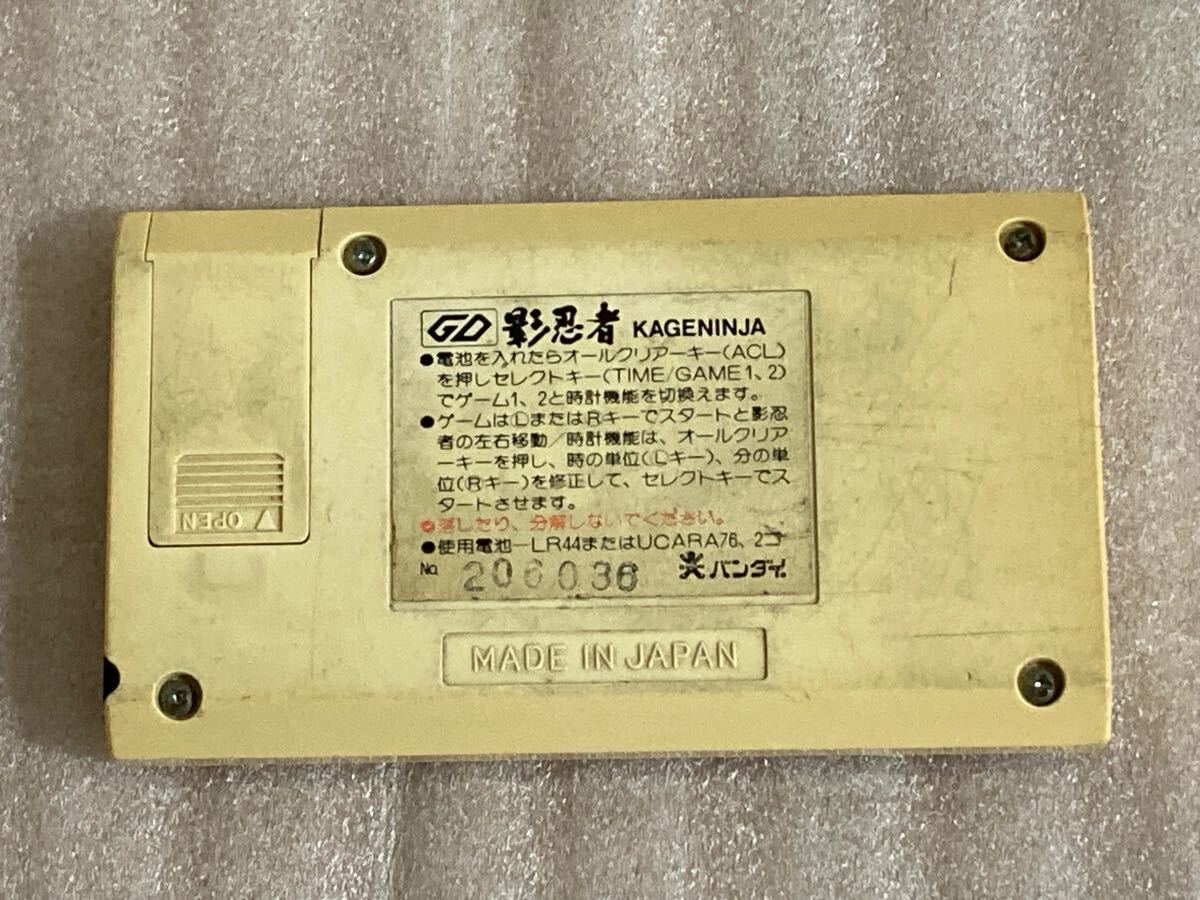 GD 影忍者 KAGENINJA
●電池を入れたらオールクリアーキー(ACL)
を押しセレクトキー(TIME/GAME1、2)
でゲーム1、2と時計機能を切換えます。
●ゲームはⓁまたはRキーでスタートと影忍
者の左右移動／時計機能は、オールクリア
ーキーを押し、時の単位(Ⓛキー)、分の単
位(Rキー)を修正して、セレクトキーでス
タートさせます。
●落したり、分解しないでください。
●使用電池—LR44またはUCARA76、2コ
No. 206036 バンダイ
OPEN
MADE IN JAPAN